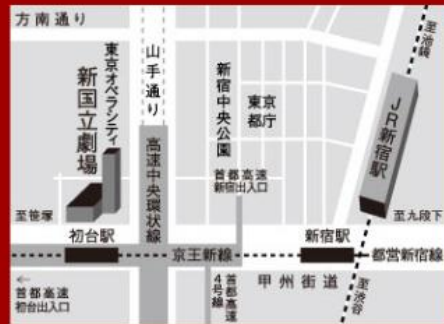 方南通り
至池袋
山手通り
東京オペラシティ
新国立劇場
新宿中央公園
東京
都庁
JR新宿駅
高速中央環状線
首都高速
新宿出入口
至笹塚
至九段下
初台駅
新宿駅
京王新線
都営新宿線
←
首都高速
初台出入口
首都高速
4号線
甲州街道
至渋谷